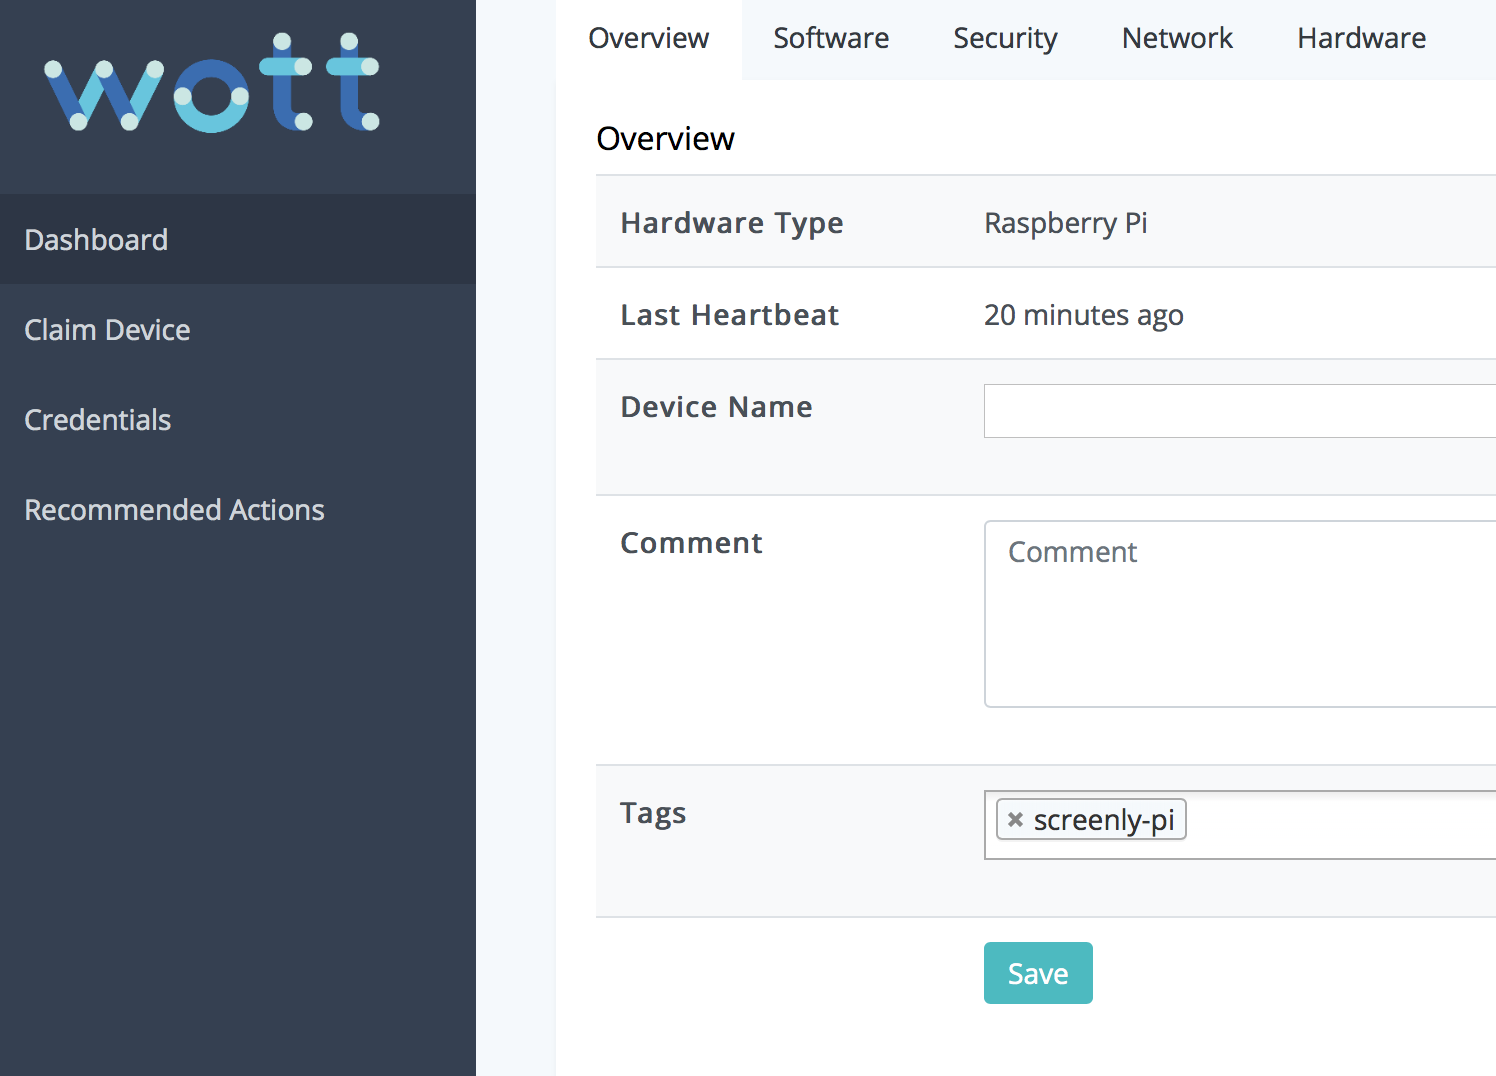 wott
Dashboard
Claim Device
Credentials
Recommended Actions
Overview Software Security Network Hardware
Overview
Hardware Type Raspberry Pi
Last Heartbeat 20 minutes ago
Device Name
Comment Comment
Tags × screenly-pi
Save